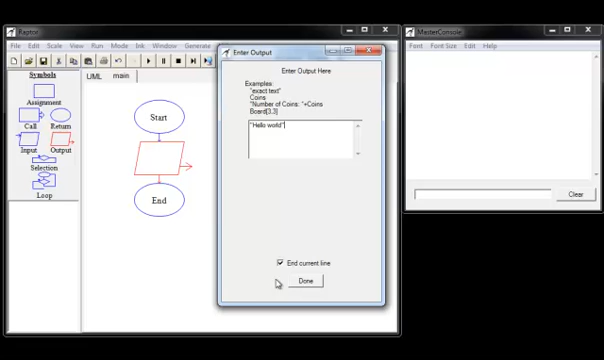 Raptor
File Edit Scale View Run Mode Ink Window Generate
Symbols
Assignment
Call Return
Input Output
Selection
Loop
UML main
Start
End
Enter Output
Enter Output Here
Examples:
"exact text"
Coins
"Number of Coins: "+Coins
Board[3,3]
"Hello world"
End current line
Done
MasterConsole
Font Font Size Edit Help
Clear